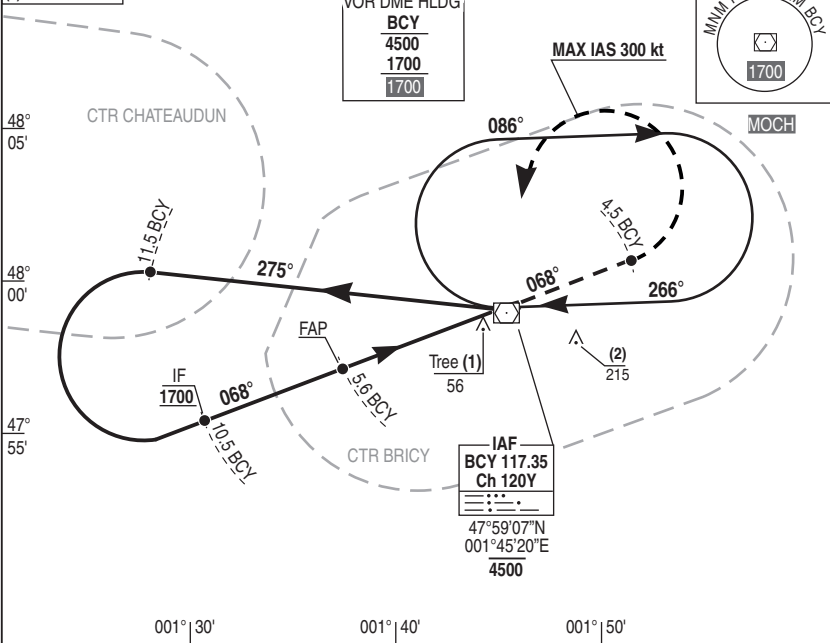 VOR DME HLDG
BCY
4500
1700
1700
MAX IAS 300 kt
MNM
BCY
1700
MOCH
CTR CHATEAUDUN
48°
05'
086°
11.5 BCY
4.5 BCY
275°
068°
266°
48°
00'
FAP
5.6 BCY
Tree (1)
56
(2)
215
IF
1700
068°
10.5 BCY
47°
55'
CTR BRICY
IAF
BCY 117.35
Ch 120Y
47°59'07"N
001°45'20"E
4500
001° 30'
001° 40'
001° 50'